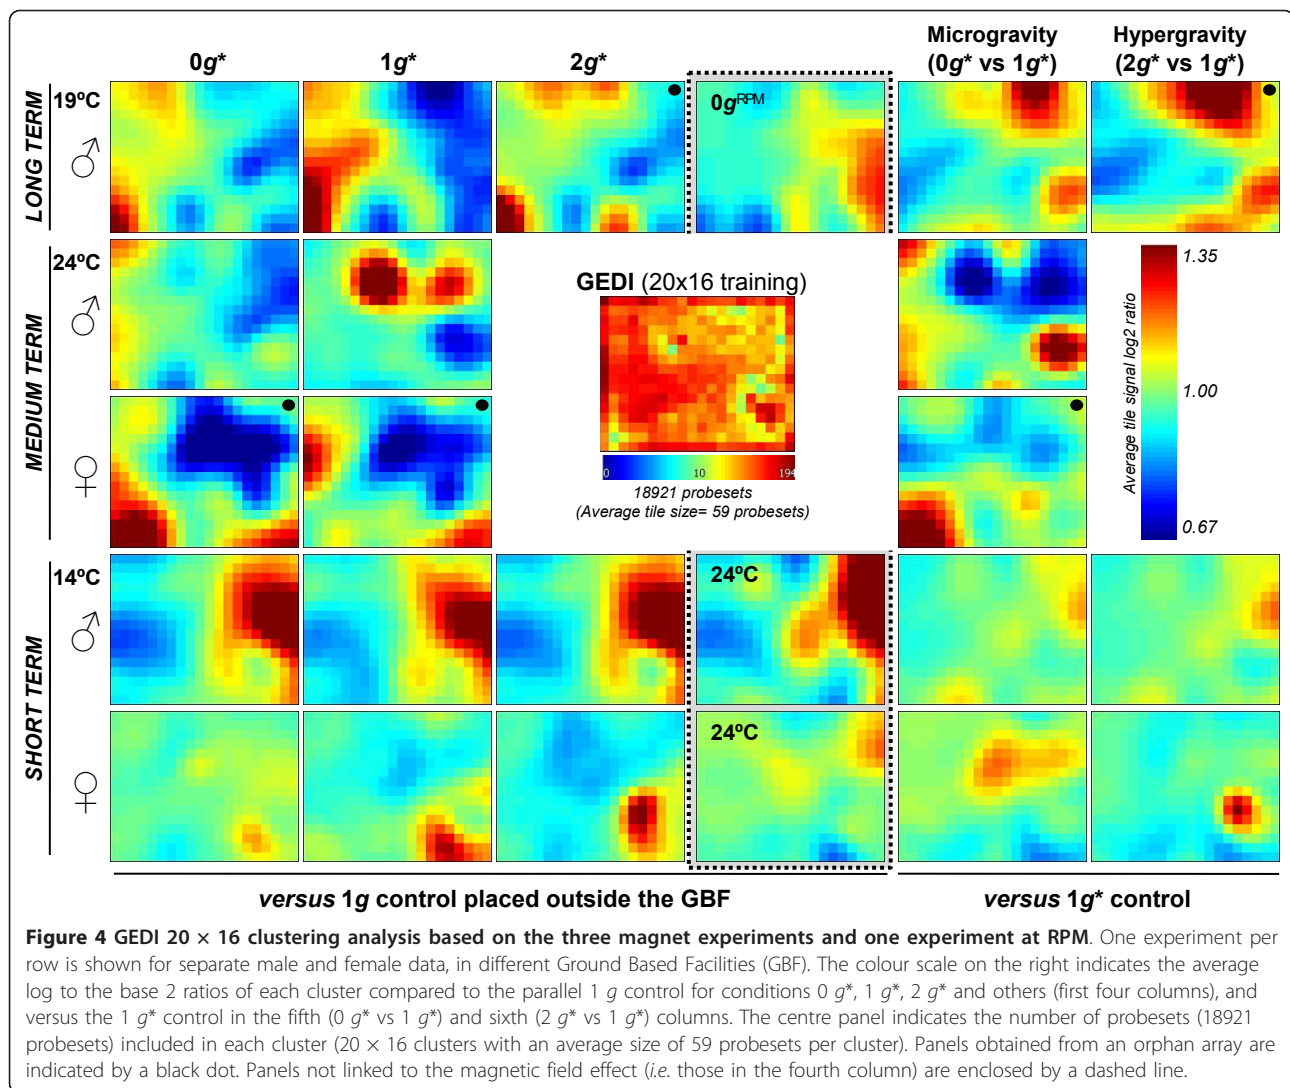 0g*
1g*
2g*
Microgravity
(0g* vs 1g*)
Hypergravity
(2g* vs 1g*)
LONG TERM
19ºC
♂
0gRPM
MEDIUM TERM
24ºC
♂
♀
GEDI (20x16 training)
0 10 194
18921 probesets
(Average tile size= 59 probesets)
Average tile signal log2 ratio
1.35
1.00
0.67
SHORT TERM
14ºC
♂
24ºC
♀
24ºC
versus 1g control placed outside the GBF
versus 1g* control
Figure 4 GEDI 20 × 16 clustering analysis based on the three magnet experiments and one experiment at RPM. One experiment per
row is shown for separate male and female data, in different Ground Based Facilities (GBF). The colour scale on the right indicates the average
log to the base 2 ratios of each cluster compared to the parallel 1 g control for conditions 0 g*, 1 g*, 2 g* and others (first four columns), and
versus the 1 g* control in the fifth (0 g* vs 1 g*) and sixth (2 g* vs 1 g*) columns. The centre panel indicates the number of probesets (18921
probesets) included in each cluster (20 × 16 clusters with an average size of 59 probesets per cluster). Panels obtained from an orphan array are
indicated by a black dot. Panels not linked to the magnetic field effect (i.e. those in the fourth column) are enclosed by a dashed line.